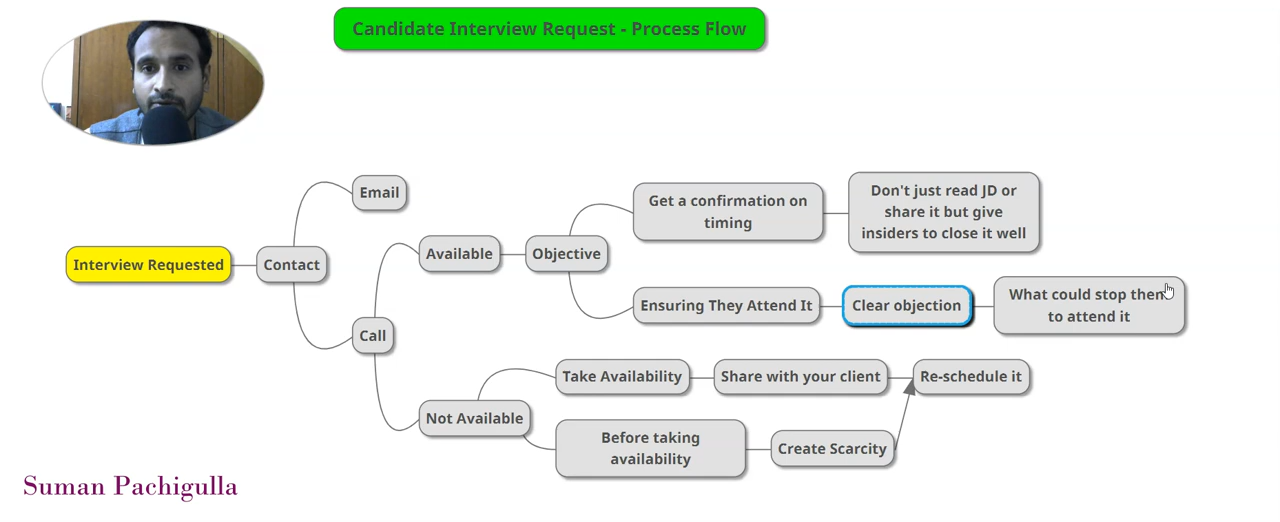 Candidate Interview Request - Process Flow
Email
Interview Requested
Contact
Call
Available
Objective
Get a confirmation on
timing
Don't just read JD or
share it but give
insiders to close it well
Ensuring They Attend It
Clear objection
What could stop them
to attend it
Not Available
Take Availability
Share with your client
Re-schedule it
Before taking
availability
Create Scarcity
Suman Pachigulla